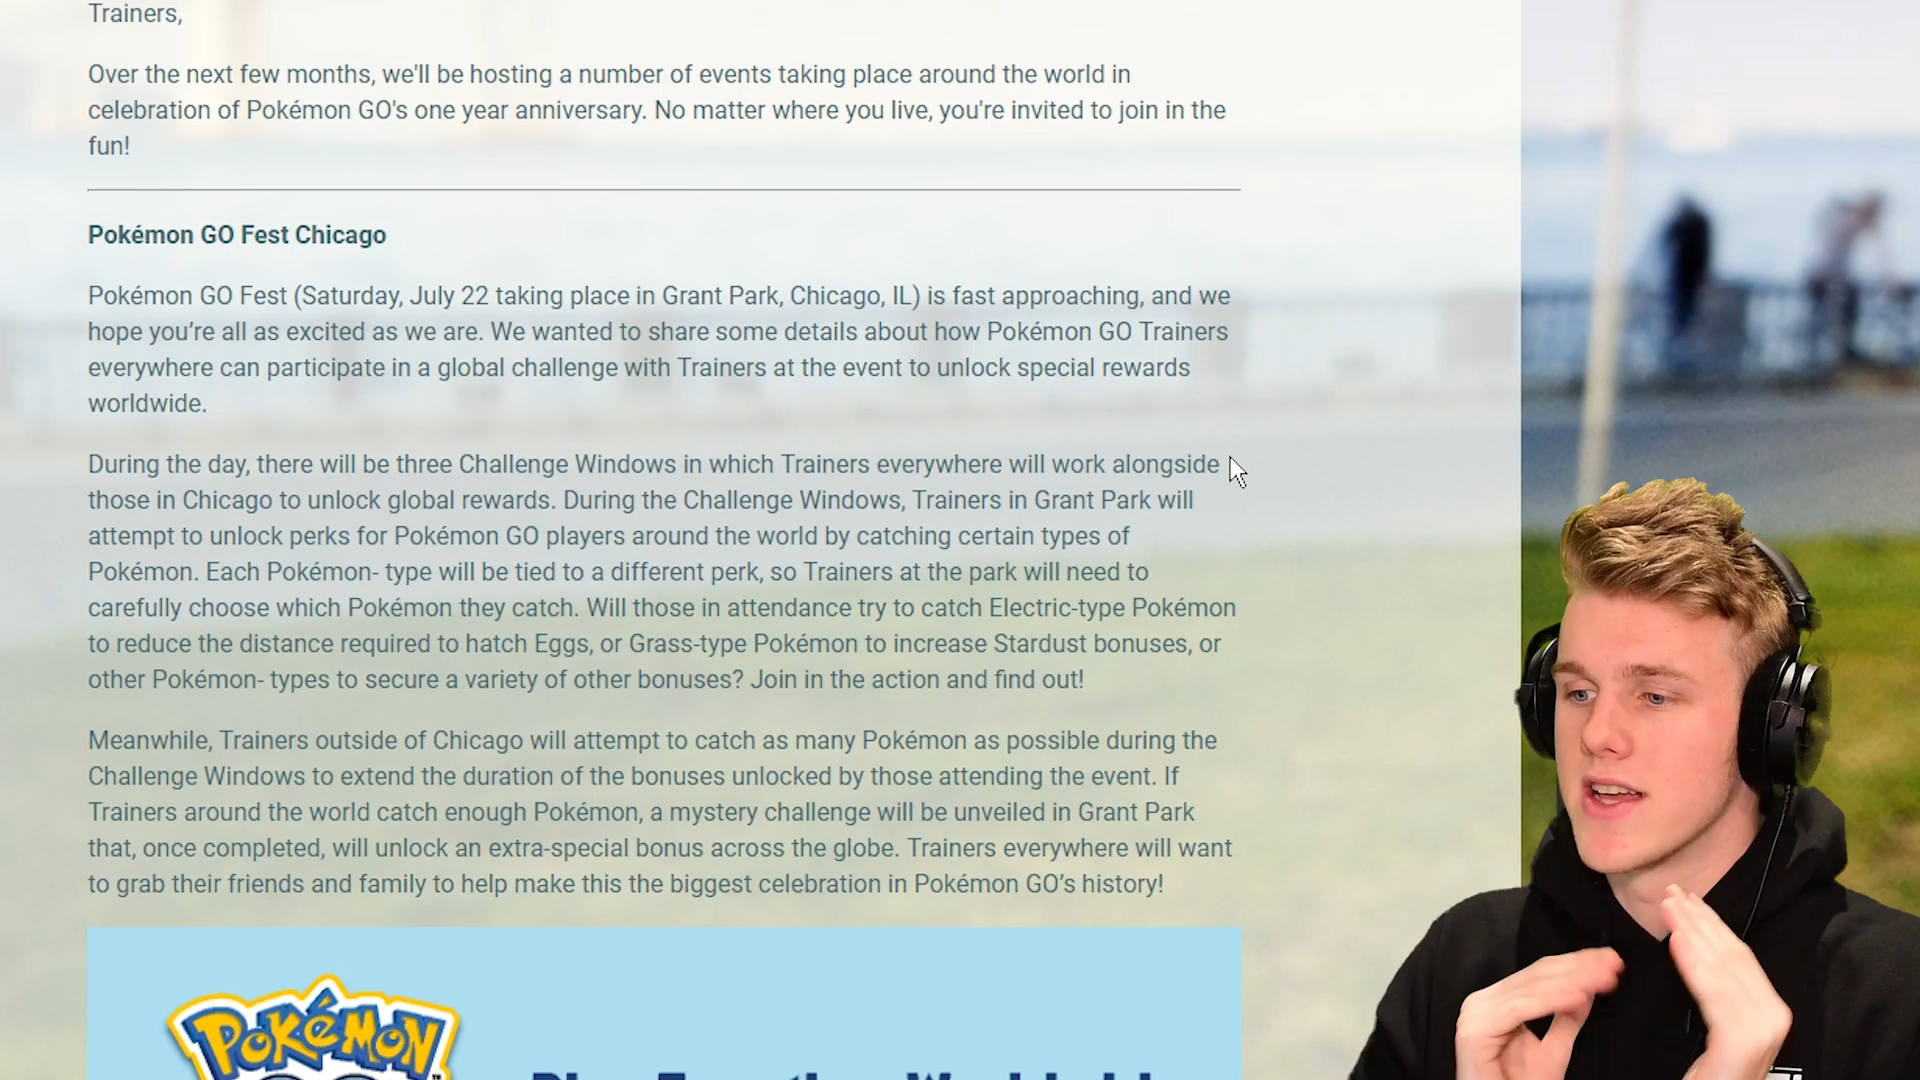 Trainers,
Over the next few months, we'll be hosting a number of events taking place around the world in
celebration of Pokémon GO's one year anniversary. No matter where you live, you're invited to join in the
fun!
Pokémon GO Fest Chicago
Pokémon GO Fest (Saturday, July 22 taking place in Grant Park, Chicago, IL) is fast approaching, and we
hope you’re all as excited as we are. We wanted to share some details about how Pokémon GO Trainers
everywhere can participate in a global challenge with Trainers at the event to unlock special rewards
worldwide.
During the day, there will be three Challenge Windows in which Trainers everywhere will work alongside
those in Chicago to unlock global rewards. During the Challenge Windows, Trainers in Grant Park will
attempt to unlock perks for Pokémon GO players around the world by catching certain types of
Pokémon. Each Pokémon- type will be tied to a different perk, so Trainers at the park will need to
carefully choose which Pokémon they catch. Will those in attendance try to catch Electric-type Pokémon
to reduce the distance required to hatch Eggs, or Grass-type Pokémon to increase Stardust bonuses, or
other Pokémon- types to secure a variety of other bonuses? Join in the action and find out!
Meanwhile, Trainers outside of Chicago will attempt to catch as many Pokémon as possible during the
Challenge Windows to extend the duration of the bonuses unlocked by those attending the event. If
Trainers around the world catch enough Pokémon, a mystery challenge will be unveiled in Grant Park
that, once completed, will unlock an extra-special bonus across the globe. Trainers everywhere will want
to grab their friends and family to help make this the biggest celebration in Pokémon GO’s history!
POKéMON